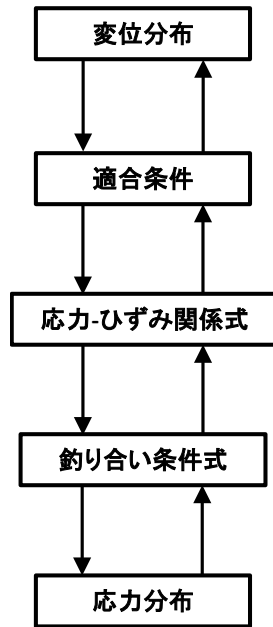 変位分布
適合条件
応力-ひずみ関係式
釣り合い条件式
応力分布